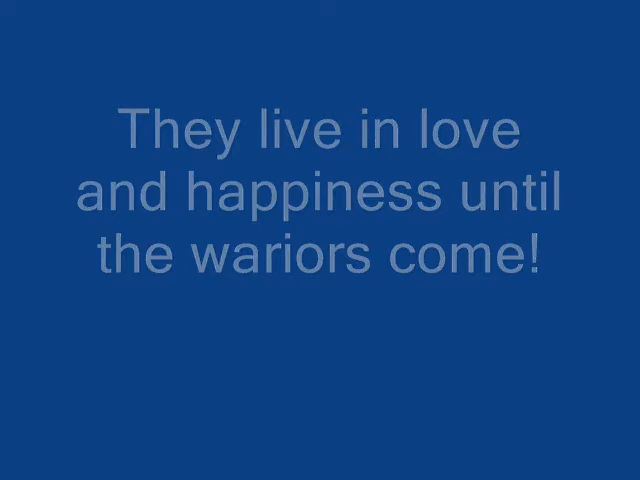 They live in love
and happiness until
the wariors come!